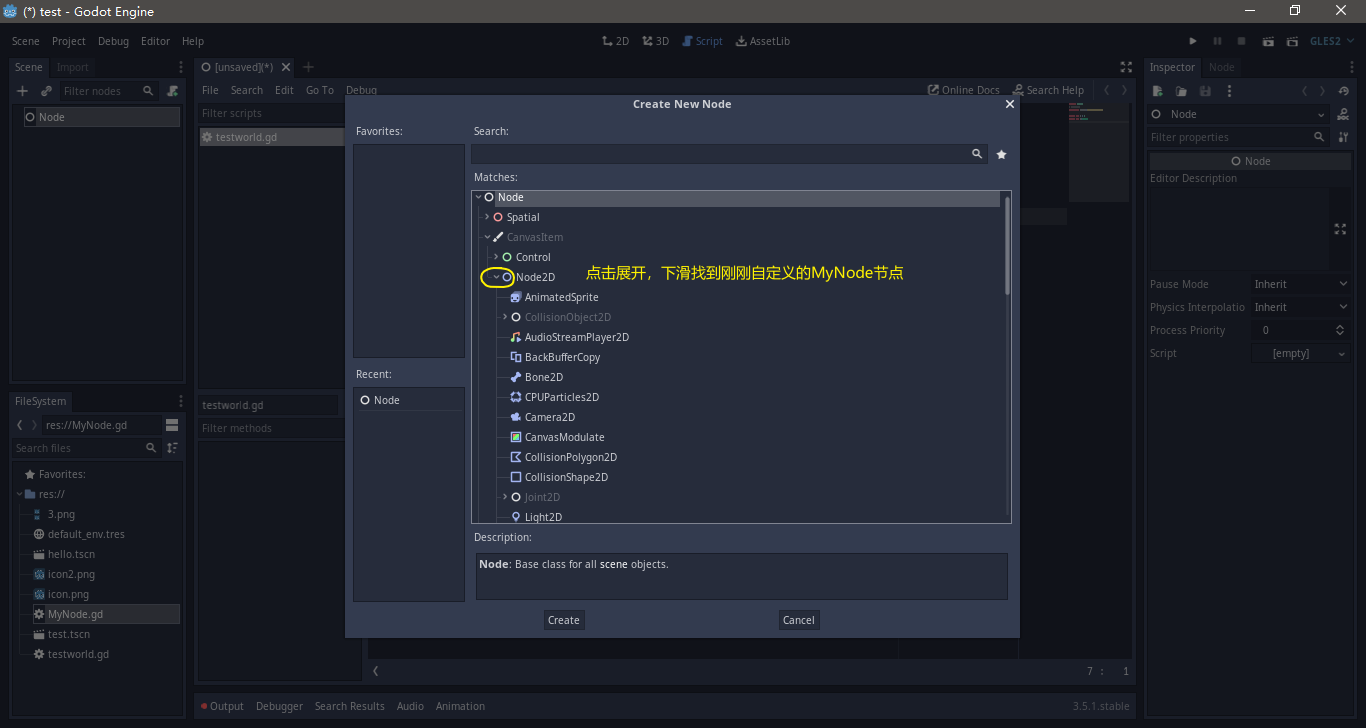 (*) test - Godot Engine
Scene Project Debug Editor Help
2D 3D Script AssetLib
GLES2
Scene Import
Filter nodes
Node
FileSystem
res://MyNode.gd
Search files
Favorites:
res://
3.png
default_env.tres
hello.tscn
icon2.png
icon.png
MyNode.gd
test.tscn
testworld.gd
[unsaved](*)
File Search Edit Go To Debug
Online Docs Search Help
Filter scripts
testworld.gd
testworld.gd
Filter methods
Create New Node
Favorites:
Recent:
Node
Search:
Matches:
Node
Spatial
CanvasItem
Control
Node2D
点击展开，下滑找到刚刚自定义的MyNode节点
AnimatedSprite
CollisionObject2D
AudioStreamPlayer2D
BackBufferCopy
Bone2D
CPUParticles2D
Camera2D
CanvasModulate
CollisionPolygon2D
CollisionShape2D
Joint2D
Light2D
Description:
Node: Base class for all scene objects.
Create Cancel
7 : 1
Output Debugger Search Results Audio Animation
3.5.1.stable
Inspector Node
Node
Filter properties
Node
Editor Description
Pause Mode Inherit
Physics Interpolatio Inherit
Process Priority 0
Script [empty]